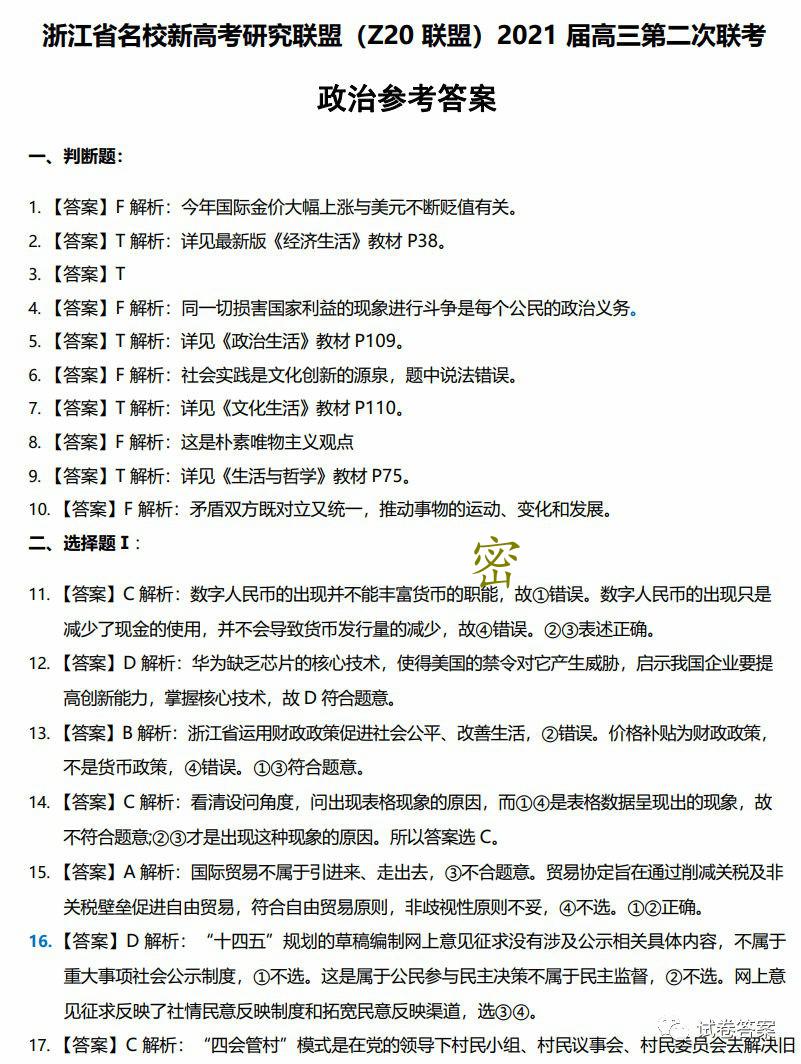 浙江省名校新高考研究联盟（Z20 联盟）2021 届高三第二次联考
政治参考答案
一、判断题：
1. 【答案】F 解析：今年国际金价大幅上涨与美元不断贬值有关。
2. 【答案】T 解析：详见最新版《经济生活》教材 P38。
3. 【答案】T
4. 【答案】F 解析：同一切损害国家利益的现象进行斗争是每个公民的政治义务。
5. 【答案】T 解析：详见《政治生活》教材 P109。
6. 【答案】F 解析：社会实践是文化创新的源泉，题中说法错误。
7. 【答案】T 解析：详见《文化生活》教材 P110。
8. 【答案】F 解析：这是朴素唯物主义观点
9. 【答案】T 解析：详见《生活与哲学》教材 P75。
10. 【答案】F 解析：矛盾双方既对立又统一，推动事物的运动、变化和发展。
二、选择题 I：
密
11. 【答案】C 解析：数字人民币的出现并不能丰富货币的职能，故①错误。数字人民币的出现只是
减少了现金的使用，并不会导致货币发行量的减少，故④错误。②③表述正确。
12. 【答案】D 解析：华为缺乏芯片的核心技术，使得美国的禁令对它产生威胁，启示我国企业要提
高创新能力，掌握核心技术，故 D 符合题意。
13. 【答案】B 解析：浙江省运用财政政策促进社会公平、改善生活，②错误。价格补贴为财政政策，
不是货币政策，④错误。①③符合题意。
14. 【答案】C 解析：看清设问角度，问出现表格现象的原因，而①④是表格数据呈现出的现象，故
不符合题意;②③才是出现这种现象的原因。所以答案选 C。
15. 【答案】A 解析：国际贸易不属于引进来、走出去，③不合题意。贸易协定旨在通过削减关税及非
关税壁垒促进自由贸易，符合自由贸易原则，非歧视性原则不妥，④不选。①②正确。
16. 【答案】D 解析：“十四五”规划的草稿编制网上意见征求没有涉及公示相关具体内容，不属于
重大事项社会公示制度，①不选。这是属于公民参与民主决策不属于民主监督，②不选。网上意
见征求反映了社情民意反映制度和拓宽民意反映渠道，选③④。
试卷答案
17. 【答案】C 解析：“四会管村”模式是在党的领导下村民小组、村民议事会、村民委员会去解决旧